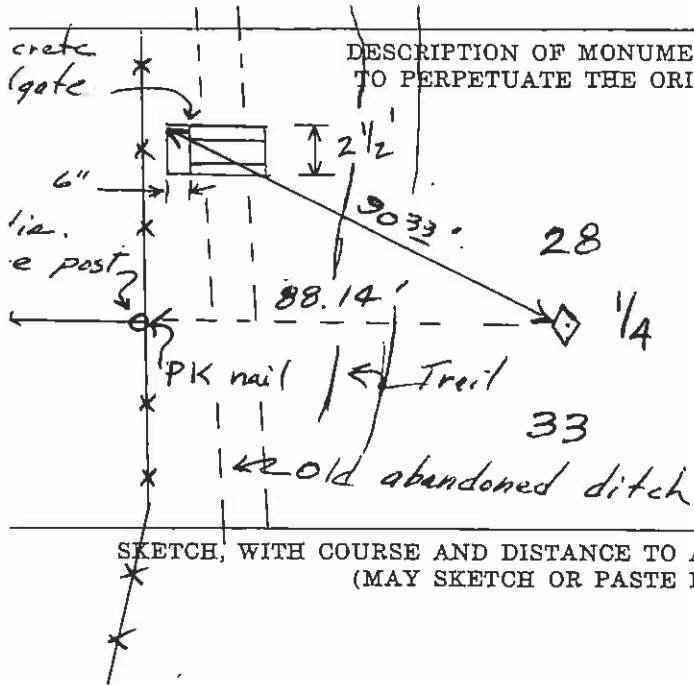 crete
DESCRIPTION OF MONUME
gate
TO PERPETUATE THE ORI
2 1/2'
6"
90 33 '
28
e post
88.14'
1/4
PK nail
Trail
33
Old abandoned ditch
SKETCH, WITH COURSE AND DISTANCE TO A
(MAY SKETCH OR PASTE